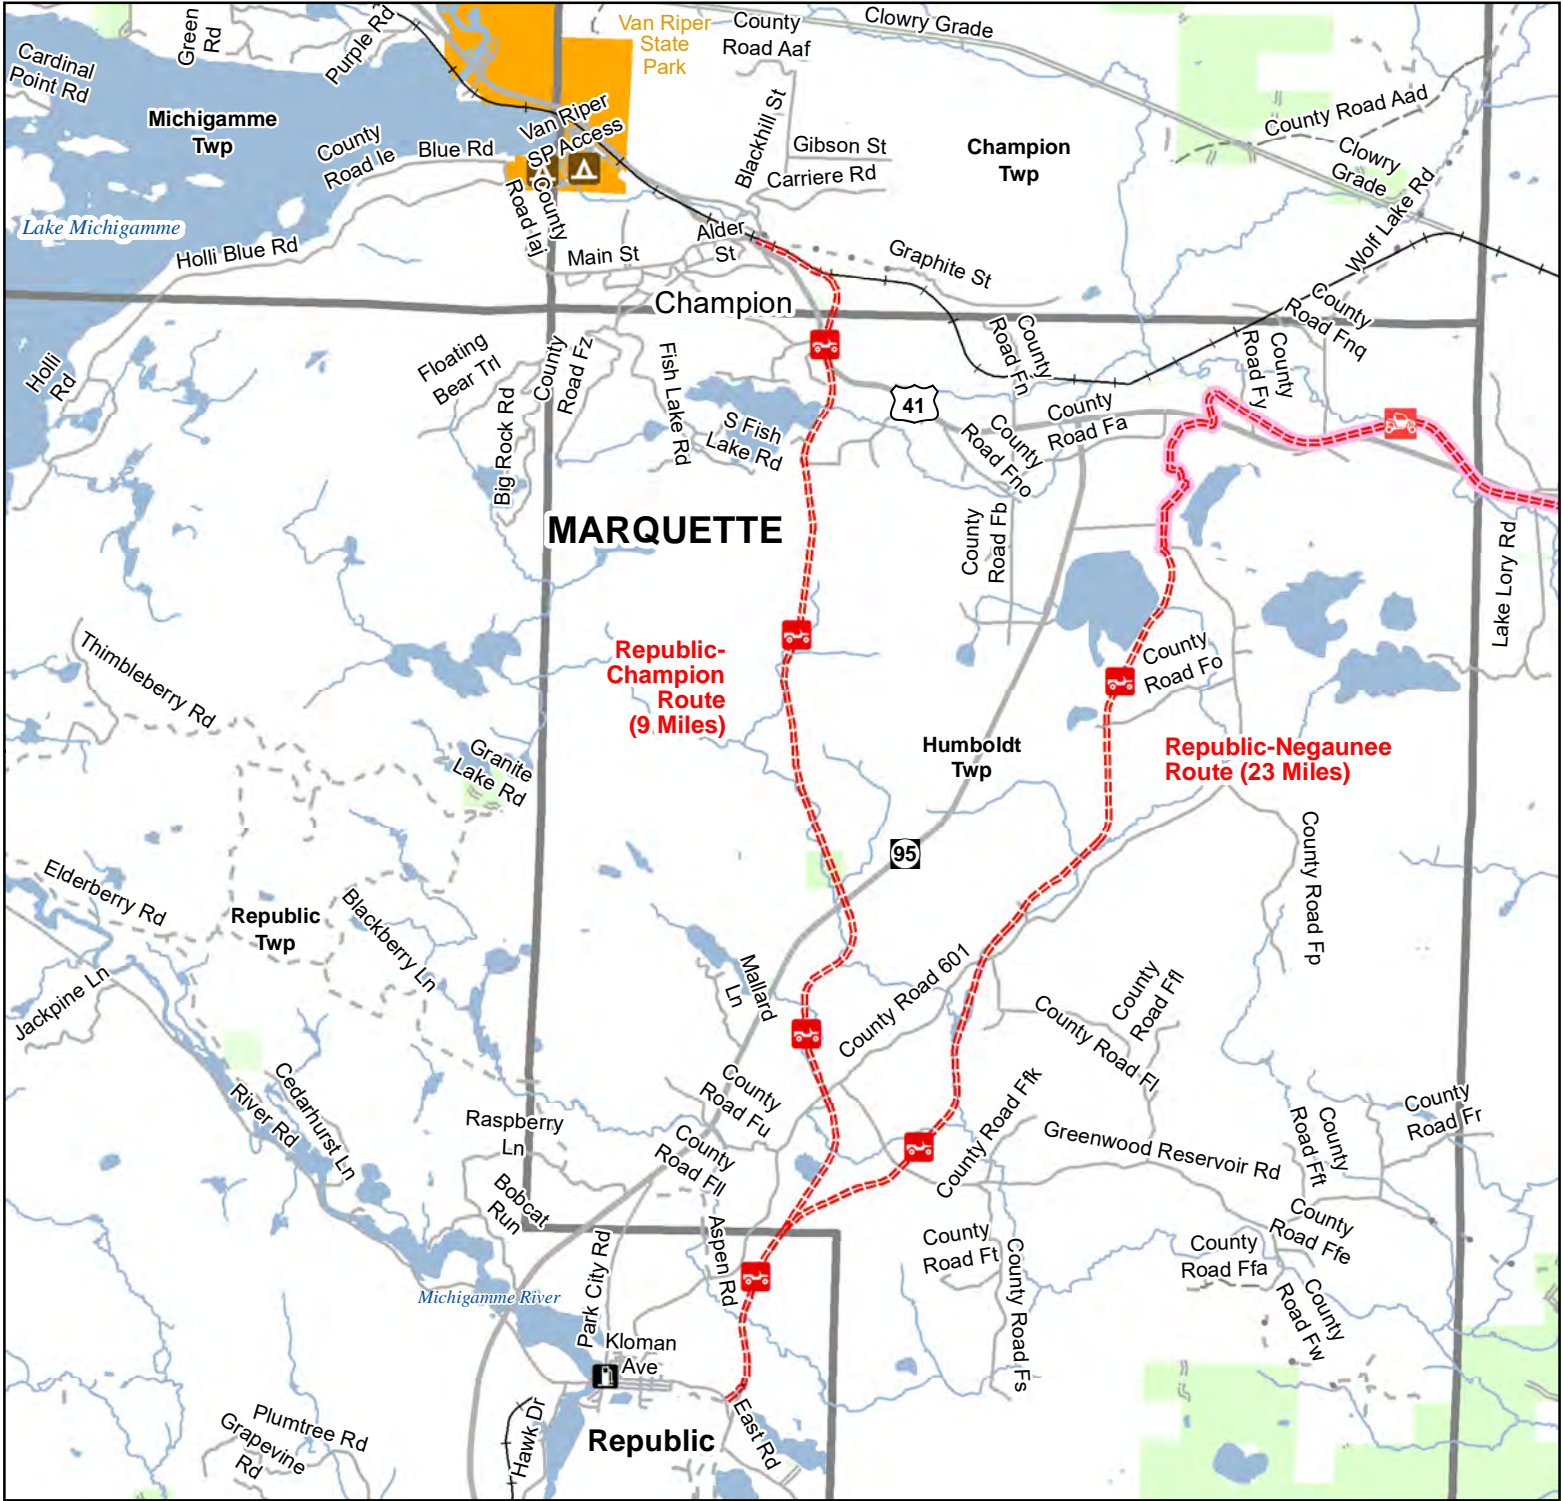 Green
Rd
Purple Rd
Van Riper
State
Park
County
Road Aaf
Clowry Grade
Cardinal
Point Rd
Michigamme
Twp
County
Road Ie
Blue Rd
Van Riper
SP Access
Blackhill St
Gibson St
Carriere Rd
Champion
Twp
County Road Aad
Clowry
Grade
Wolf Lake Rd
Lake Michigamme
Holli Blue Rd
County
Road Iaj
Main St
Alder
St
Graphite St
Champion
County
Road Fnq
Holli
Rd
Floating
Bear Trl
Big Rock Rd
County
Road Fz
Fish Lake Rd
S Fish
Lake Rd
41
County
Road Fn
County
Road Fa
County
Road Fy
County
Road Fno
County
Road Fb
MARQUETTE
Lake Lory Rd
Thimbleberry Rd
Republic-
Champion
Route
(9 Miles)
County
Road Fo
Granite
Lake Rd
Humboldt
Twp
Republic-Negaunee
Route (23 Miles)
95
County Road Fp
Elderberry Rd
Republic
Twp
Blackberry Ln
Jackpine Ln
Mallard
Ln
County Road 601
County
Road Ffl
County Road Fl
River Rd
Cedarhurst Ln
Raspberry
Ln
County
Road Fu
County
Road Fll
County Road Ffk
Greenwood Reservoir Rd
County
Road Fft
County
Road Fr
Bobcat
Run
Aspen Rd
Park City Rd
County
Road Ft
County Road Fs
County
Road Ffa
County
Road Ffe
County
Road Fw
Michigamme River
Kloman
Ave
Hawk Dr
East Rd
Republic
Plumtree Rd
Grapevine
Rd